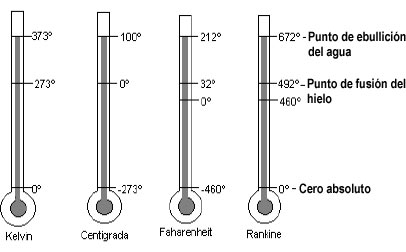 373°
273°
0°
Kelvin
100°
0°
-273°
Centigrada
212°
32°
0°
-460°
Faharenheit
672°
492°
460°
0°
Rankine
Punto de ebullición
del agua
Punto de fusión del
hielo
Cero absoluto